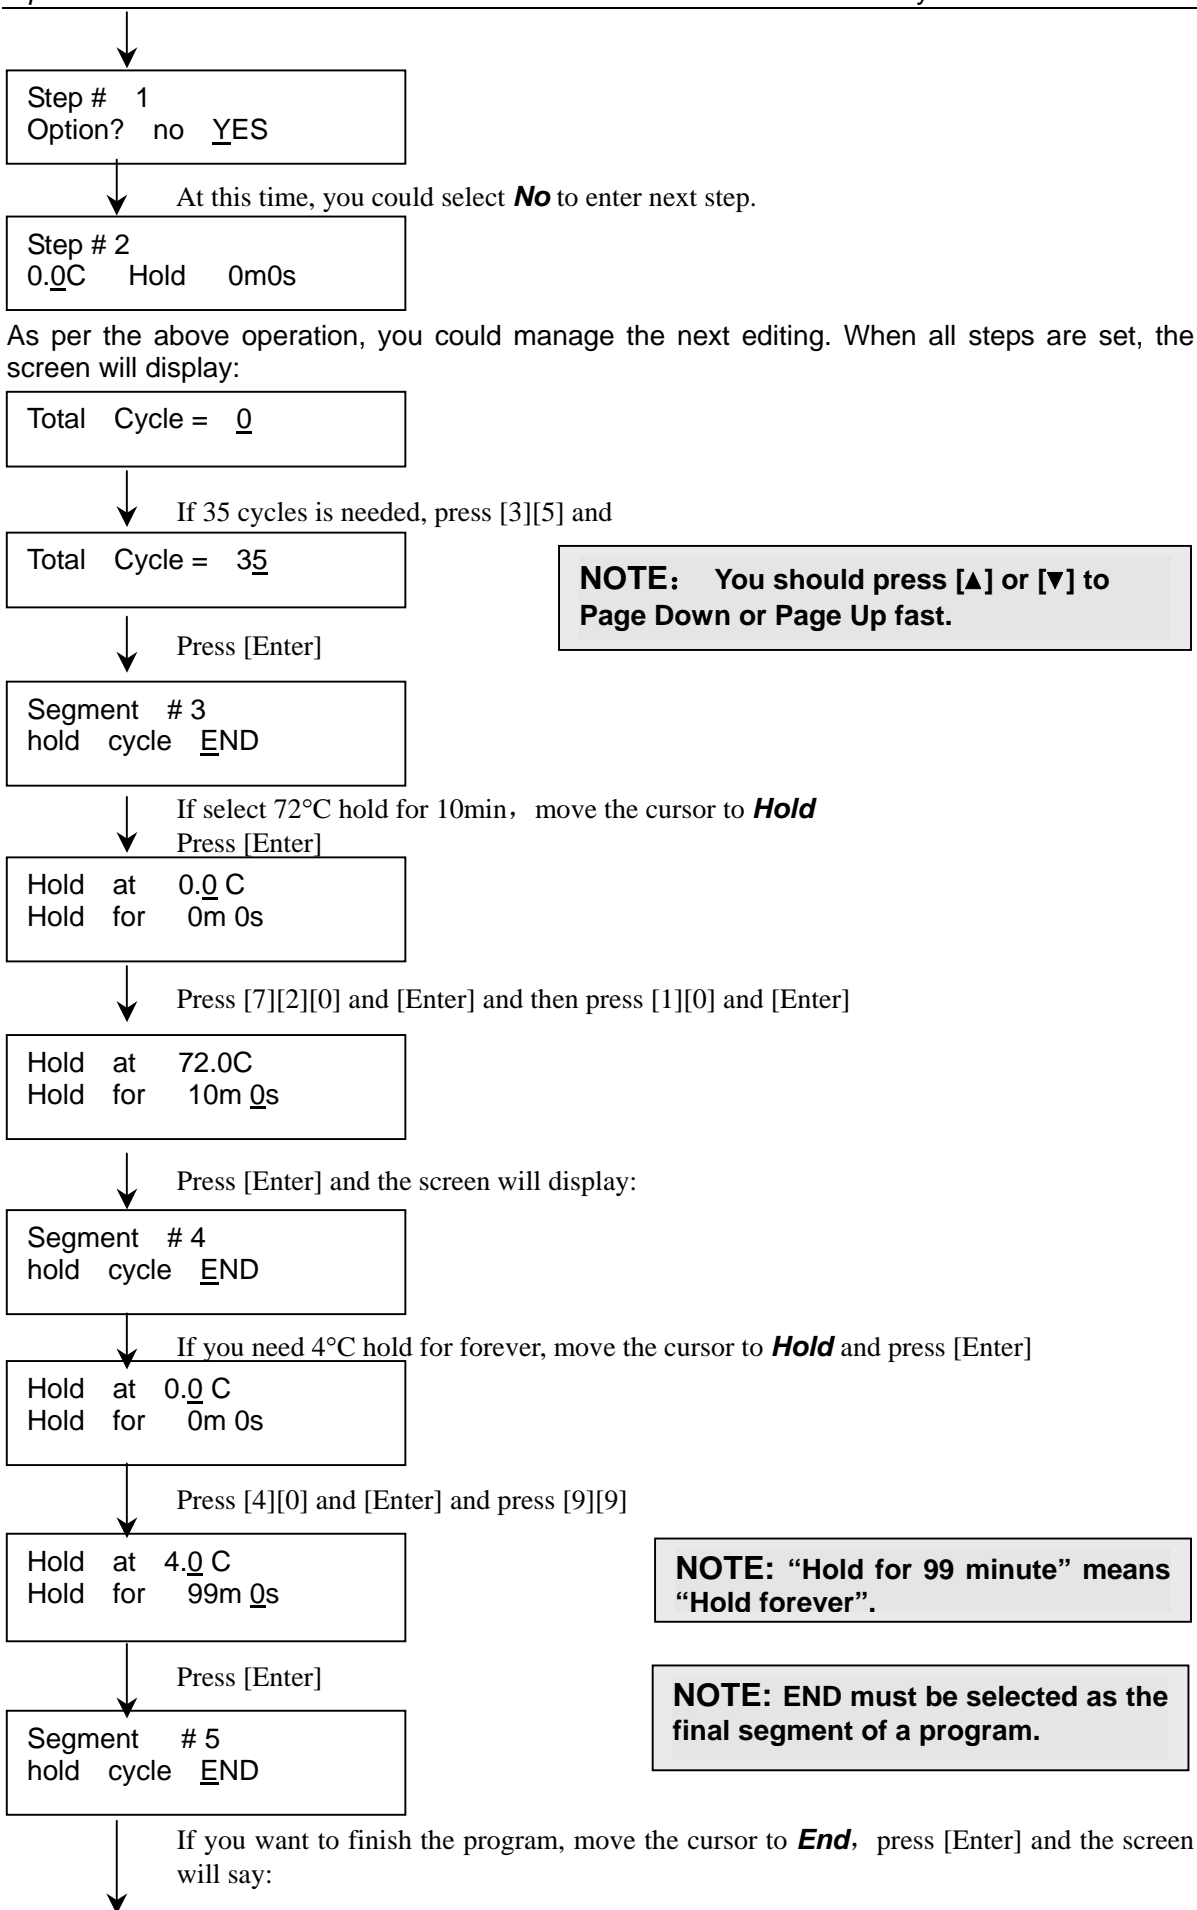 Step # 1
Option? no YES
At this time, you could select No to enter next step.
Step # 2
0.0C Hold 0m0s
As per the above operation, you could manage the next editing. When all steps are set, the
screen will display:
Total Cycle = 0
If 35 cycles is needed, press [3][5] and
Total Cycle = 35
NOTE： You should press [▲] or [▼] to
Page Down or Page Up fast.
Press [Enter]
Segment # 3
hold cycle END
If select 72°C hold for 10min，move the cursor to Hold
Press [Enter]
Hold at 0.0 C
Hold for 0m 0s
Press [7][2][0] and [Enter] and then press [1][0] and [Enter]
Hold at 72.0C
Hold for 10m 0s
Press [Enter] and the screen will display:
Segment # 4
hold cycle END
If you need 4°C hold for forever, move the cursor to Hold and press [Enter]
Hold at 0.0 C
Hold for 0m 0s
Press [4][0] and [Enter] and press [9][9]
Hold at 4.0 C
Hold for 99m 0s
NOTE: “Hold for 99 minute” means
“Hold forever”.
Press [Enter]
NOTE: END must be selected as the
final segment of a program.
Segment # 5
hold cycle END
If you want to finish the program, move the cursor to End，press [Enter] and the screen
will say: